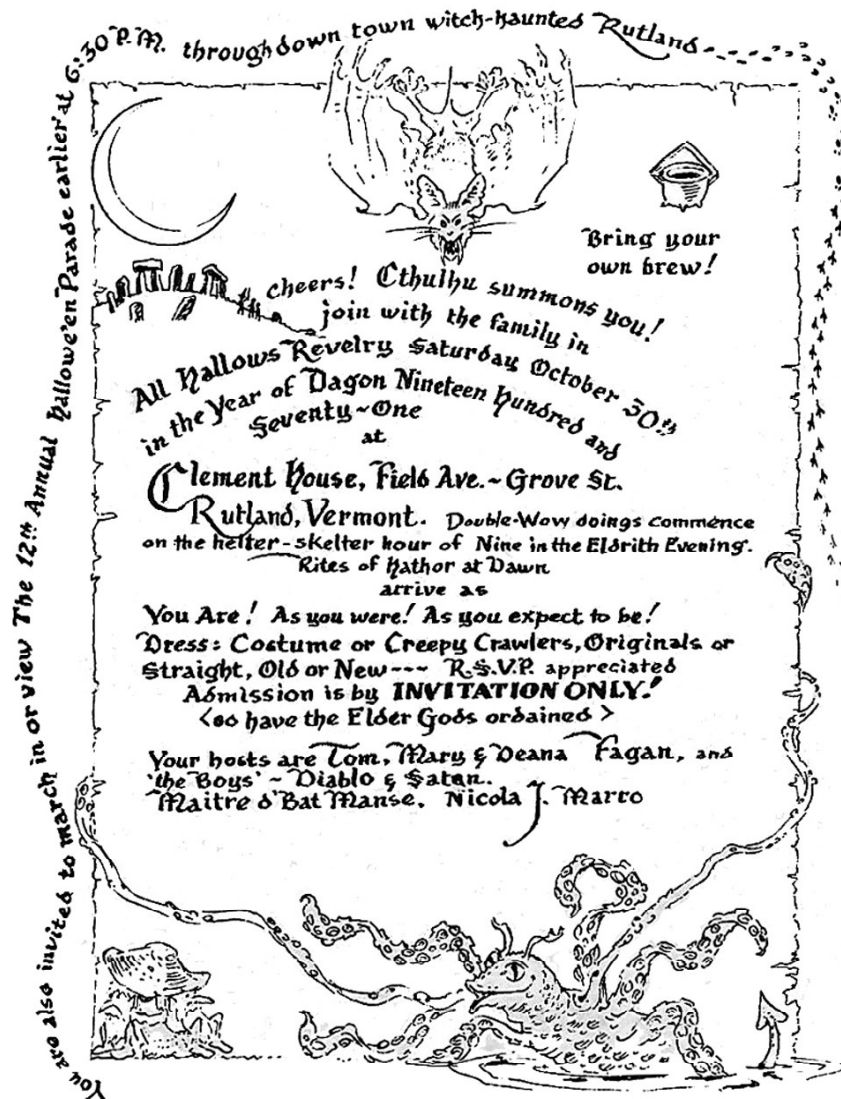 You are also invited to march in or view The 12th Annual Hallowe'en Parade earlier at 6:30 P.M. through down town witch-haunted Rutland
Bring your
own brew!
Cheers! Cthulhu summons you!
join with the family in
All Hallows Revelry Saturday October 30th
in the Year of Dagon Nineteen Hundred and
Seventy~One
at
Clement House, Field Ave.~Grove St.
Rutland, Vermont. Double-Wow doings commence
on the helter-skelter hour of Nine in the Eldrith Evening.
Rites of Hathor at Dawn
arrive as
You Are! As you were! As you expect to be!
Dress: Costume or Creepy Crawlers, Originals or
Straight, Old or New --- R.S.V.P. appreciated
Admission is by INVITATION ONLY!
<so have the Elder Gods ordained>
Your hosts are Tom, Mary & Deana Fagan, and
'the Boys' ~ Diablo & Satan.
Maitre d'Bat Manse, Nicola J. Marro